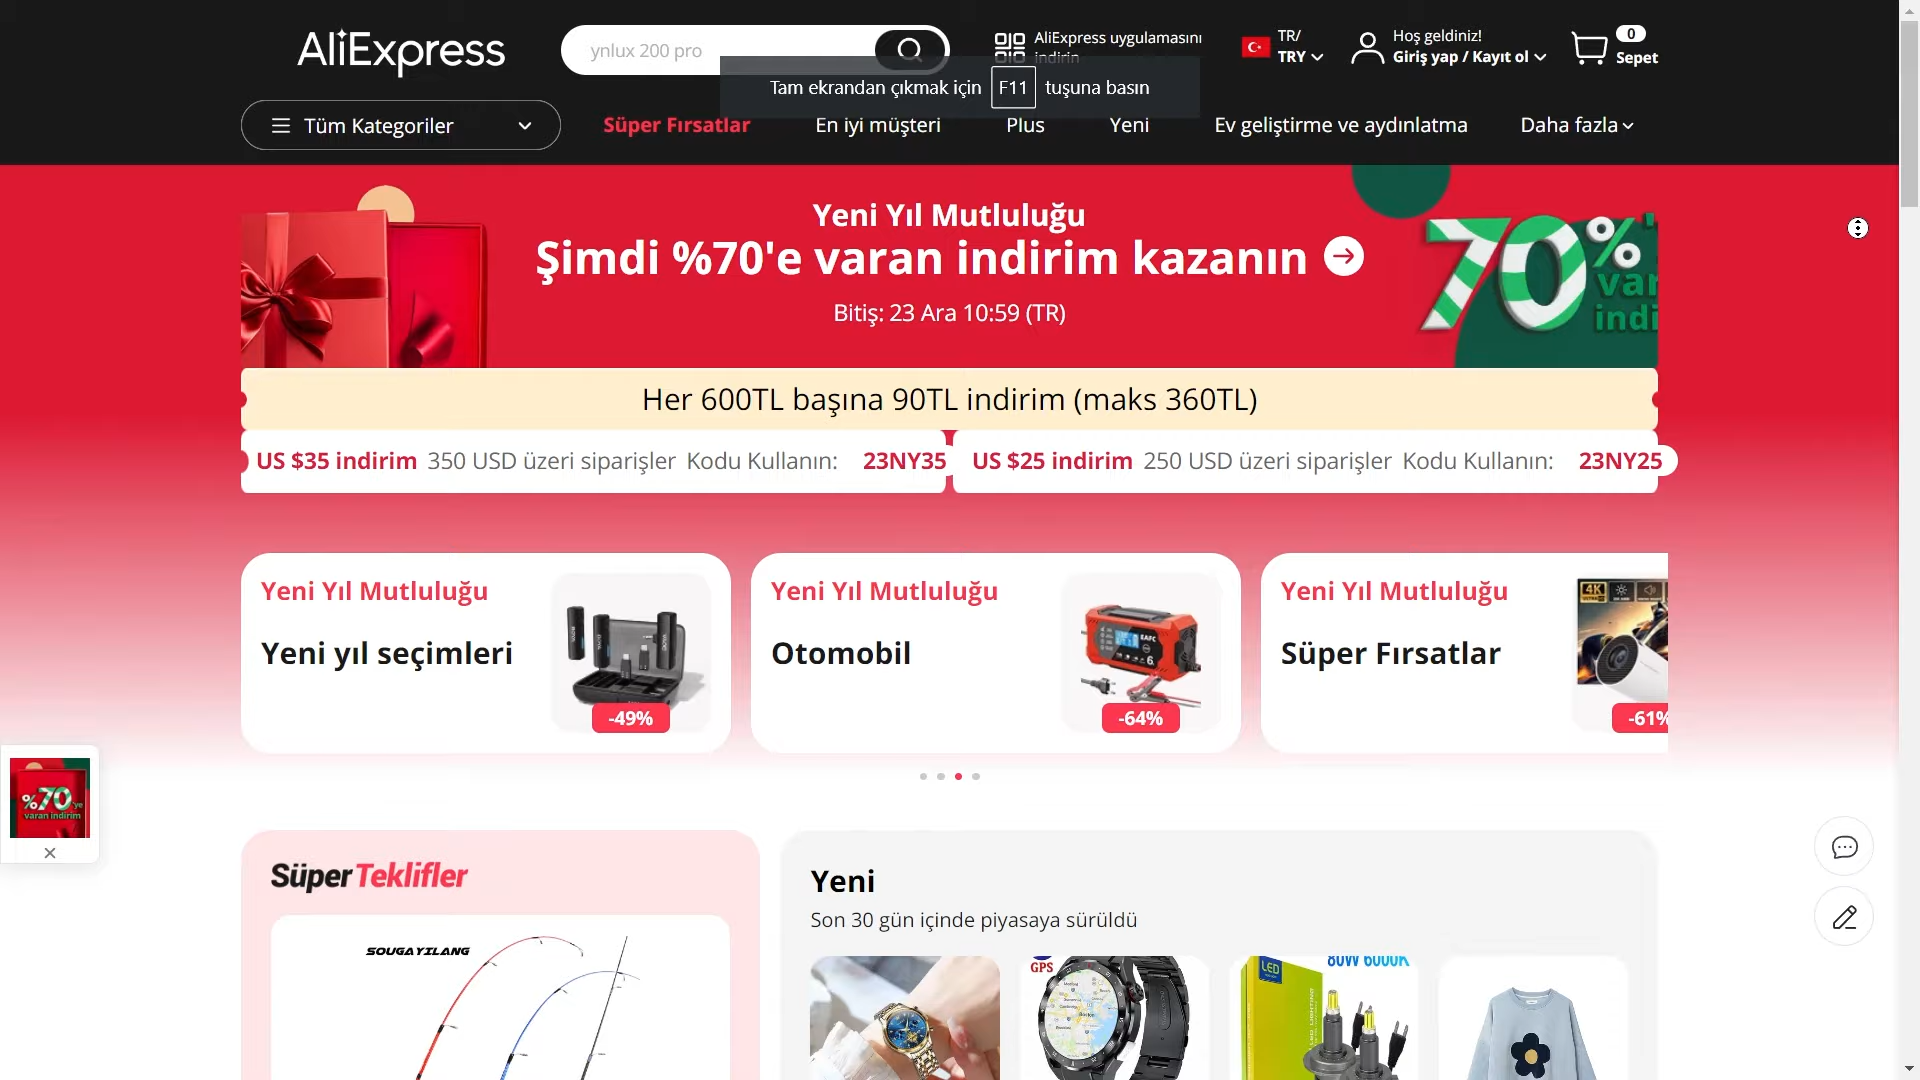 AliExpress
ynlux 200 pro
AliExpress uygulamasını
indirin
TR/
TRY
Hoş geldiniz!
Giriş yap / Kayıt ol
0
Sepet
Tam ekrandan çıkmak için F11 tuşuna basın
Tüm Kategoriler
Süper Fırsatlar
En iyi müşteri
Plus
Yeni
Ev geliştirme ve aydınlatma
Daha fazla
Yeni Yıl Mutluluğu
Şimdi %70'e varan indirim kazanın
Bitiş: 23 Ara 10:59 (TR)
70%'
var
indi
Her 600TL başına 90TL indirim (maks 360TL)
US $35 indirim 350 USD üzeri siparişler Kodu Kullanın: 23NY35
US $25 indirim 250 USD üzeri siparişler Kodu Kullanın: 23NY25
Yeni Yıl Mutluluğu
Yeni yıl seçimleri
-49%
Yeni Yıl Mutluluğu
Otomobil
-64%
Yeni Yıl Mutluluğu
Süper Fırsatlar
4K
-61%
%70'ye
varan indirim
Süper Teklifler
SOUGAYILANG
Yeni
Son 30 gün içinde piyasaya sürüldü
GPS
LED
80W 6000K